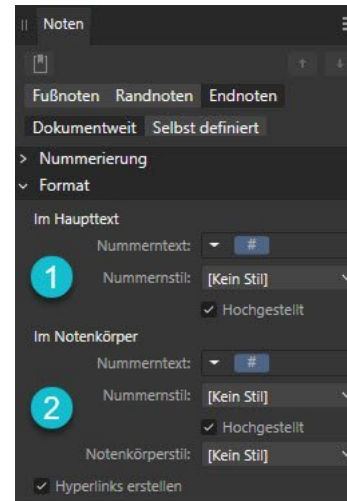 Noten
Fußnoten Randnoten Endnoten
Dokumentweit Selbst definiert
> Nummerierung
Format
Im Haupttext
Nummerntext: #
1
Nummernstil: [Kein Stil]
Hochgestellt
Im Notenkörper
Nummerntext: #
2
Nummernstil: [Kein Stil]
Hochgestellt
Notenkörperstil: [Kein Stil]
Hyperlinks erstellen